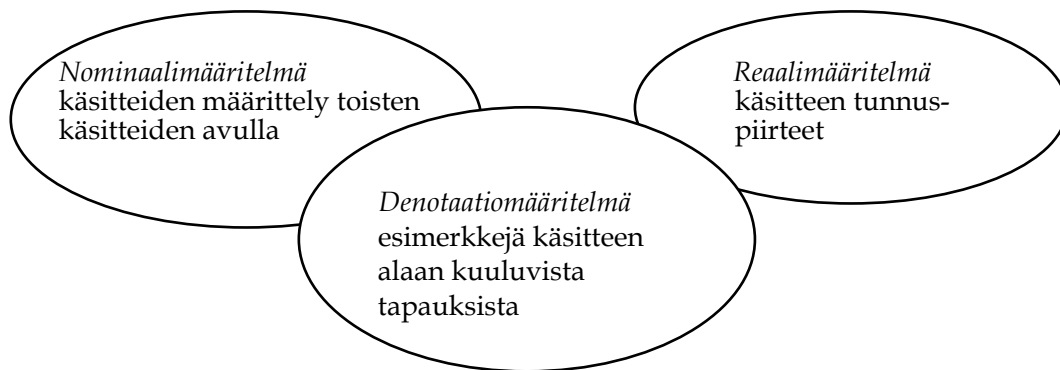 Nominaalimääritelmä
käsitteiden määrittely toisten
käsitteiden avulla
Reaalimääritelmä
käsitteen tunnus-
piirteet
Denotaatiomääritelmä
esimerkkejä käsitteen
alaan kuuluvista
tapauksista